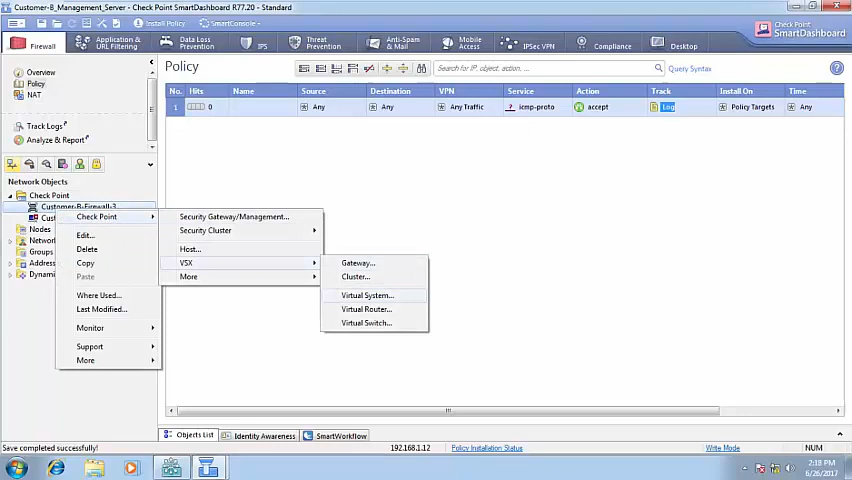 Customer-B_Management_Server - Check Point SmartDashboard R77.20 - Standard
Install Policy
SmartConsole
Firewall
Application & URL Filtering
Data Loss Prevention
IPS
Threat Prevention
Anti-Spam & Mail
Mobile Access
IPSec VPN
Compliance
Desktop
Check Point
SmartDashboard
Overview
Policy
NAT
Track Logs
Analyze & Report
Policy
Search for IP, object, action, ...
Query Syntax
No. Hits Name Source Destination VPN Service Action Track Install On Time
1 0 Any Any Any Traffic icmp-proto accept Log Policy Targets Any
Network Objects
Check Point
Customer-B-Firewall-3
Cust
Nodes
Networ
Groups
Addres
Dynami
Check Point
Edit...
Delete
Copy
Paste
Where Used...
Last Modified...
Monitor
Support
More
Security Gateway/Management...
Security Cluster
Host...
VSX
More
Gateway...
Cluster...
Virtual System...
Virtual Router...
Virtual Switch...
Objects List
Identity Awareness
SmartWorkflow
Save completed successfully!
192.168.1.12
Policy Installation Status
Write Mode
NUM
2:18 PM
6/26/2017